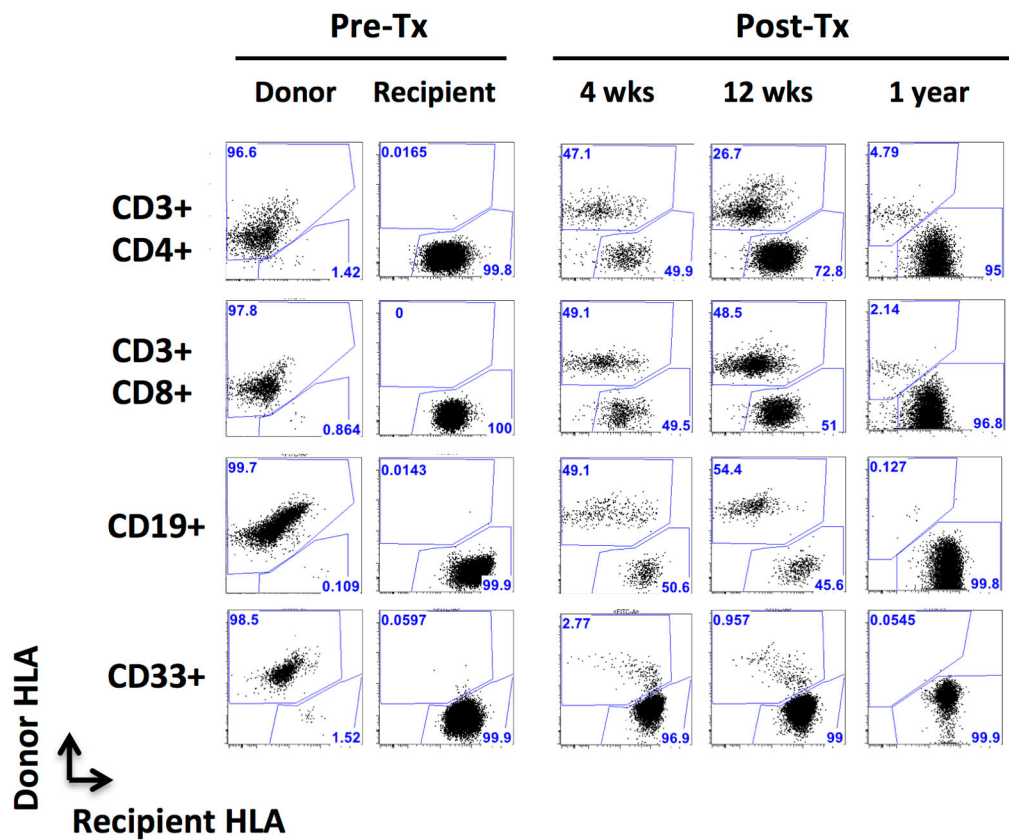 Pre-Tx Post-Tx
Donor Recipient 4 wks 12 wks 1 year
96.6 0.0165 47.1 26.7 4.79
CD3+
CD4+
1.42 99.8 49.9 72.8 95
97.8 0 49.1 48.5 2.14
CD3+
CD8+
0.864 100 49.5 51 96.8
99.7 0.0143 49.1 54.4 0.127
CD19+
0.109 99.9 50.6 45.6 99.8
<FITC-A>
98.5 0.0597 2.77 0.957 0.0545
CD33+
1.52 99.9 96.9 99 99.9
Donor HLA
Recipient HLA